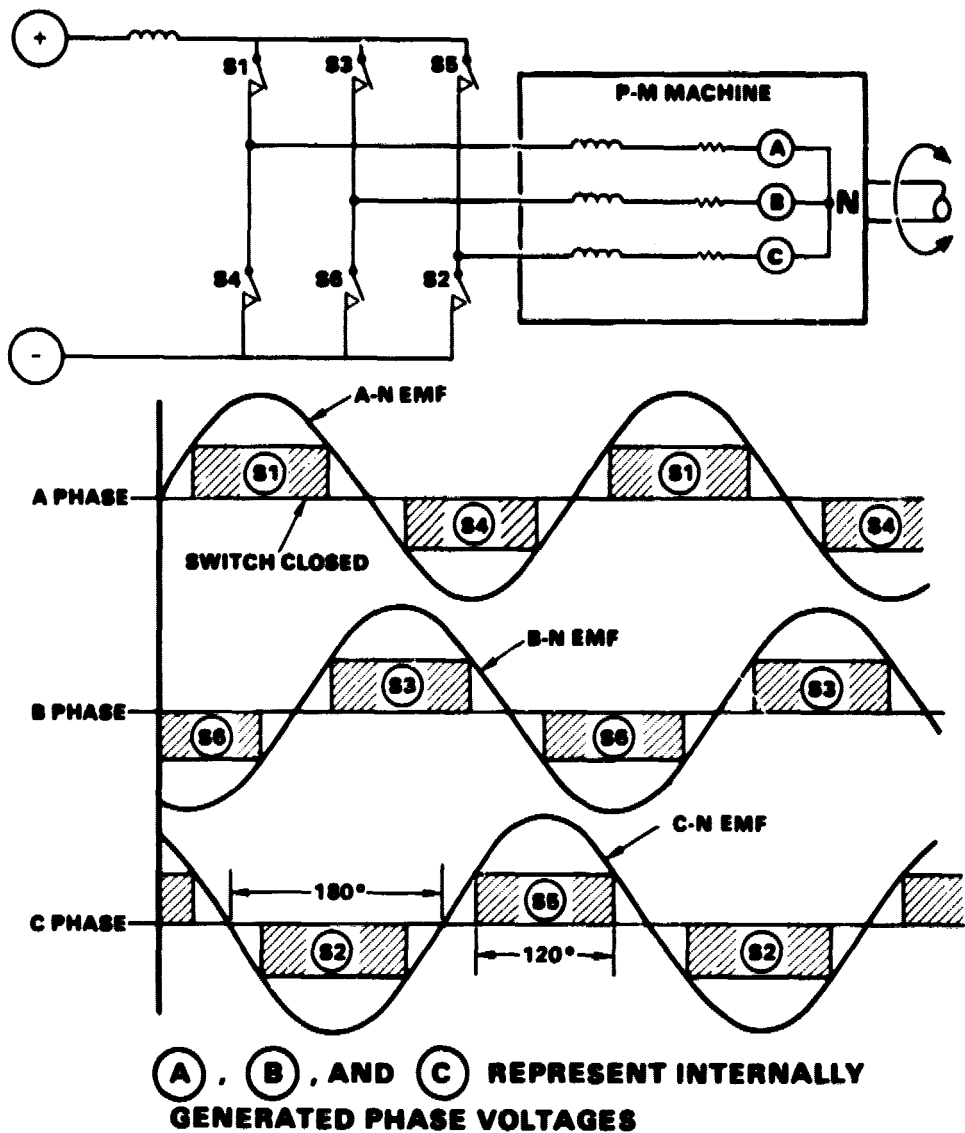 +
S1
S3
S5
P-M MACHINE
A
B
N
C
S4
S6
S2
-
A-N EMF
S1
S1
A PHASE
S4
S4
SWITCH CLOSED
B-N EMF
S3
S3
B PHASE
S6
S6
C-N EMF
180°
S5
C PHASE
S2
120°
S2
A, B, AND C REPRESENT INTERNALLY
GENERATED PHASE VOLTAGES